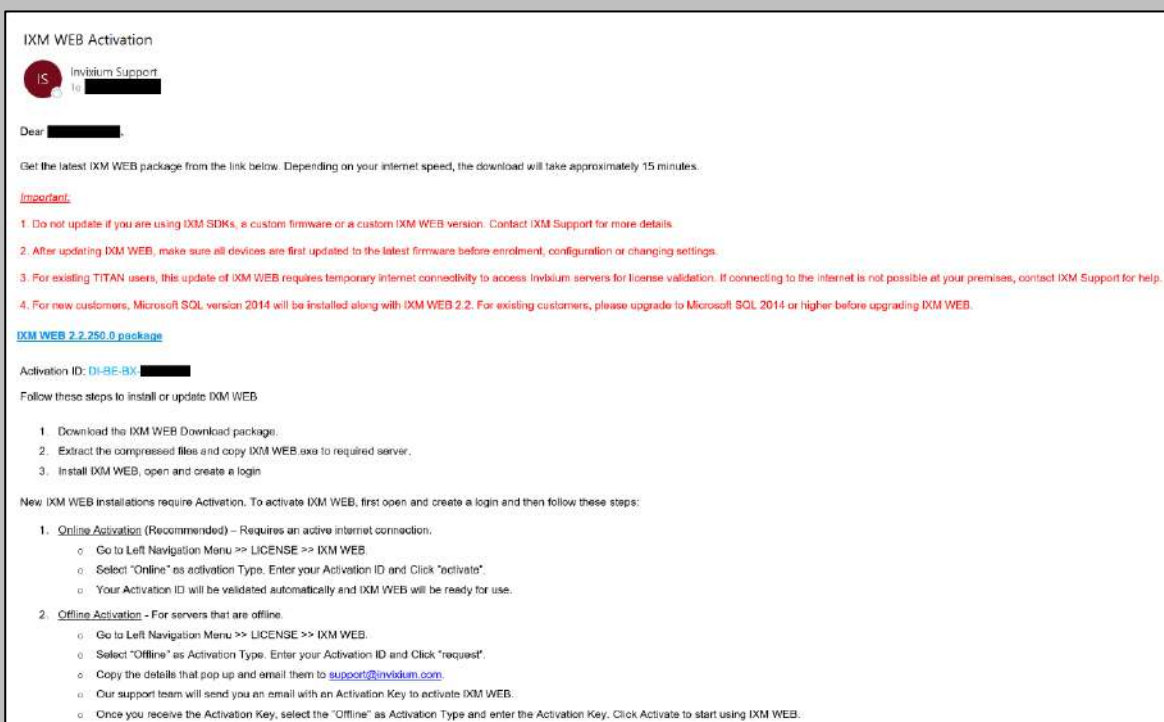 IXM WEB Activation
IS
Invixium Support
To
Dear
,
Get the latest IXM WEB package from the link below. Depending on your internet speed, the download will take approximately 15 minutes.
Important:
1. Do not update if you are using IXM SDKs, a custom firmware or a custom IXM WEB version. Contact IXM Support for more details.
2. After updating IXM WEB, make sure all devices are first updated to the latest firmware before enrolment, configuration or changing settings.
3. For existing TITAN users, this update of IXM WEB requires temporary internet connectivity to access Invixium servers for license validation. If connecting to the internet is not possible at your premises, contact IXM Support for help.
4. For new customers, Microsoft SQL version 2014 will be installed along with IXM WEB 2.2. For existing customers, please upgrade to Microsoft SQL 2014 or higher before upgrading IXM WEB.
IXM WEB 2.2.250.0 package
Activation ID: DI-BE-BX-
Follow these steps to install or update IXM WEB
1. Download the IXM WEB Download package.
2. Extract the compressed files and copy IXM WEB.exe to required server.
3. Install IXM WEB, open and create a login
New IXM WEB installations require Activation. To activate IXM WEB, first open and create a login and then follow these steps:
1. Online Activation (Recommended) – Requires an active internet connection.
o Go to Left Navigation Menu >> LICENSE >> IXM WEB.
o Select "Online" as activation Type. Enter your Activation ID and Click "activate".
o Your Activation ID will be validated automatically and IXM WEB will be ready for use.
2. Offline Activation - For servers that are offline.
o Go to Left Navigation Menu >> LICENSE >> IXM WEB.
o Select "Offline" as Activation Type. Enter your Activation ID and Click "request".
o Copy the details that pop up and email them to support@invixium.com.
o Our support team will send you an email with an Activation Key to activate IXM WEB.
o Once you receive the Activation Key, select the "Offline" as Activation Type and enter the Activation Key. Click Activate to start using IXM WEB.